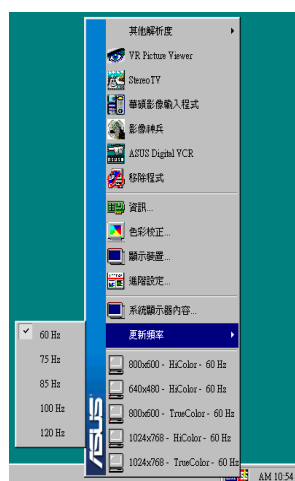 其他解析度
VR Picture Viewer
StereoTV
華碩影像輸入程式
影像神兵
ASUS Digital VCR
移除程式
資訊...
色彩校正...
顯示裝置...
進階設定...
系統顯示器內容...
更新頻率
60 Hz
75 Hz
85 Hz
100 Hz
120 Hz
800x600 - HiColor - 60 Hz
640x480 - HiColor - 60 Hz
800x600 - TrueColor - 60 Hz
1024x768 - HiColor - 60 Hz
1024x768 - TrueColor - 60 Hz
ASUS
AM 10:54